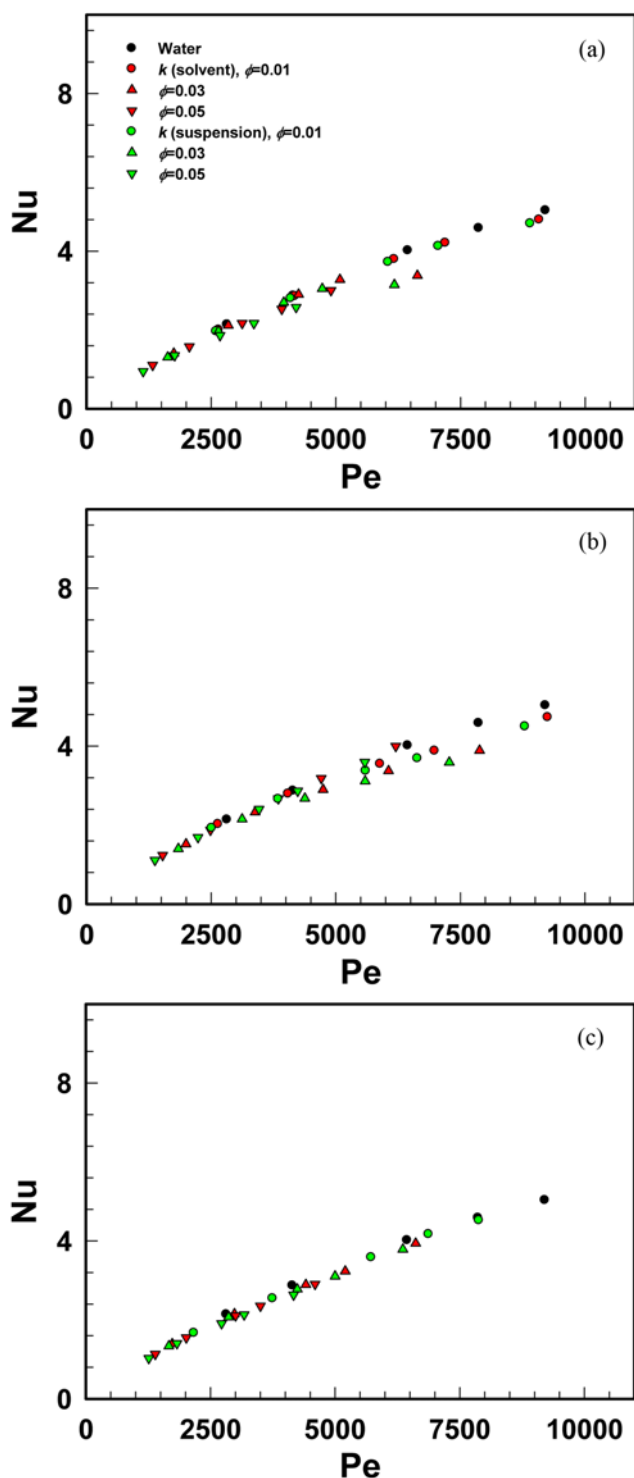 (a)
Water
k (solvent), ϕ=0.01
ϕ=0.03
ϕ=0.05
k (suspension), ϕ=0.01
ϕ=0.03
ϕ=0.05
8
4
0
Nu
0 2500 5000 7500 10000
Pe
(b)
8
4
0
Nu
0 2500 5000 7500 10000
Pe
(c)
8
4
0
Nu
0 2500 5000 7500 10000
Pe